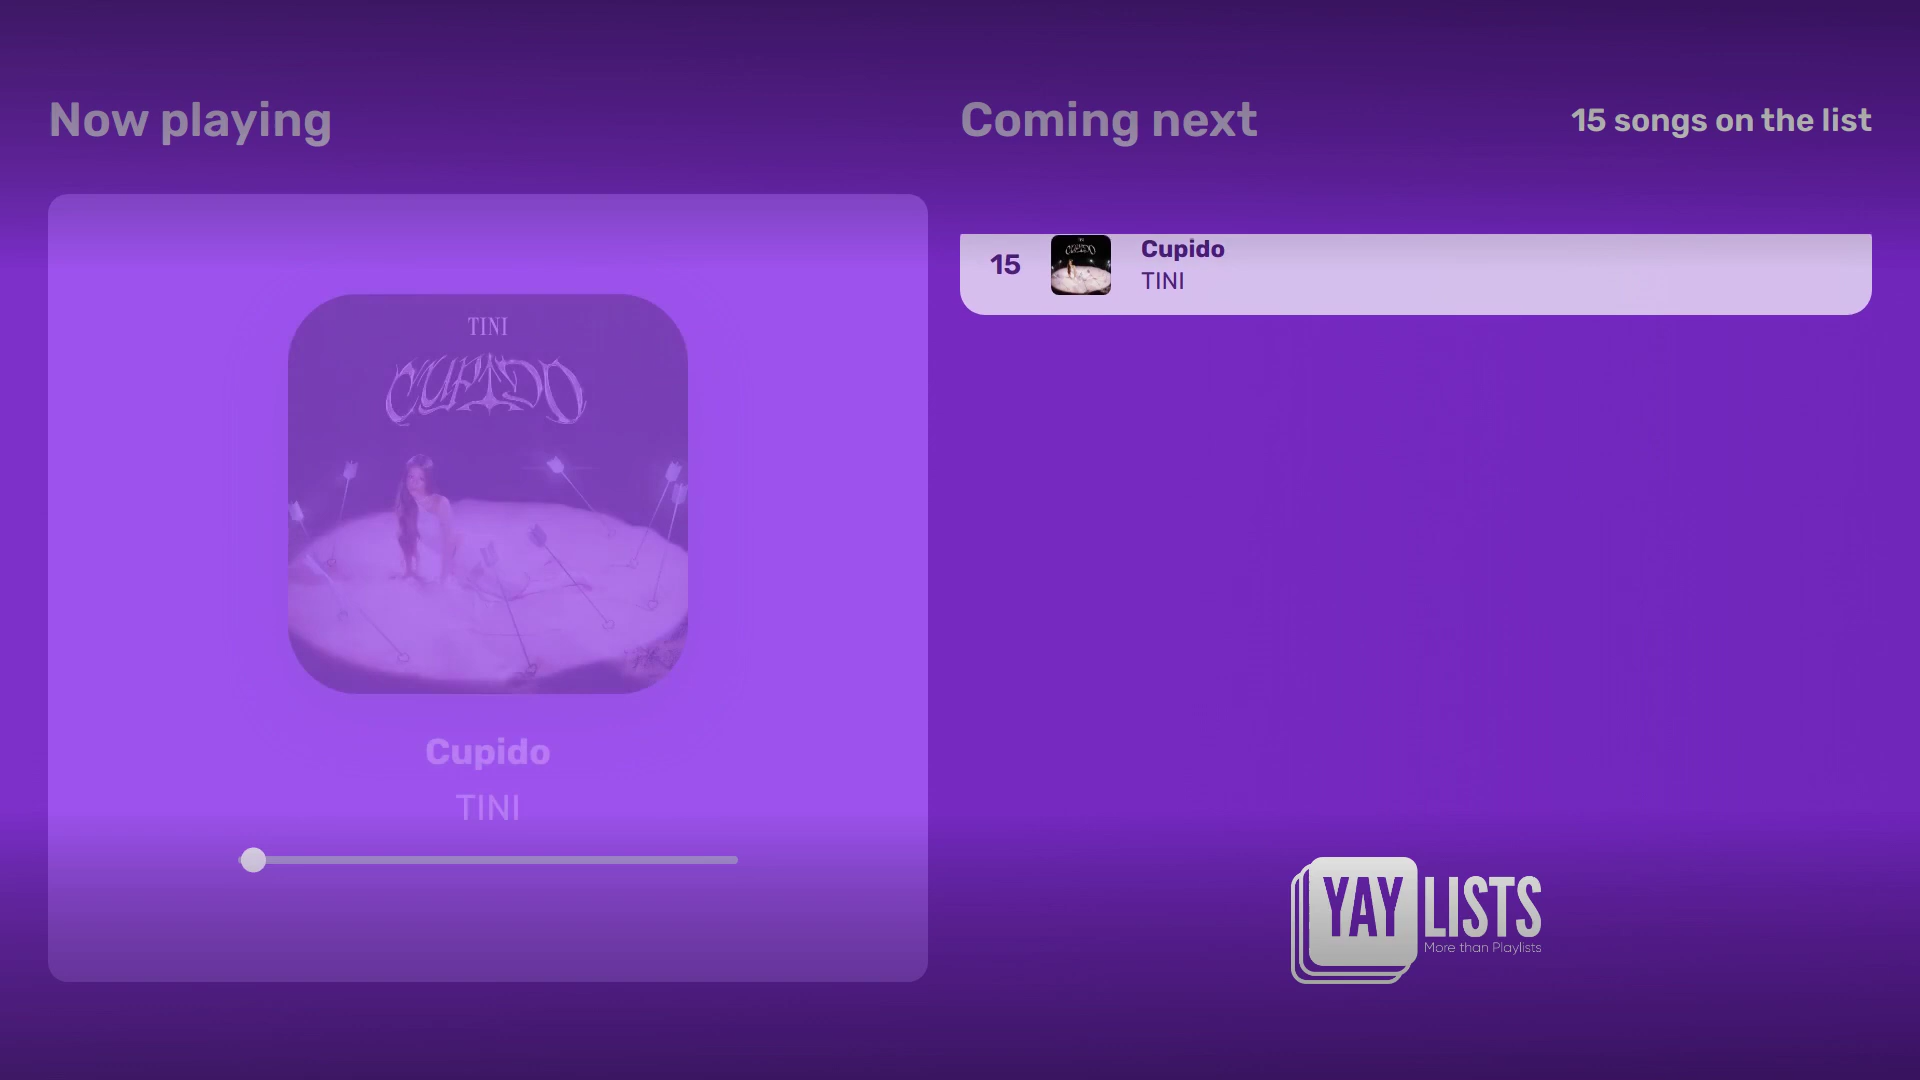 Now playing
TINI
CUPIDO
Cupido
TINI
Coming next
15 songs on the list
15
Cupido
TINI
YAY LISTS
More than Playlists